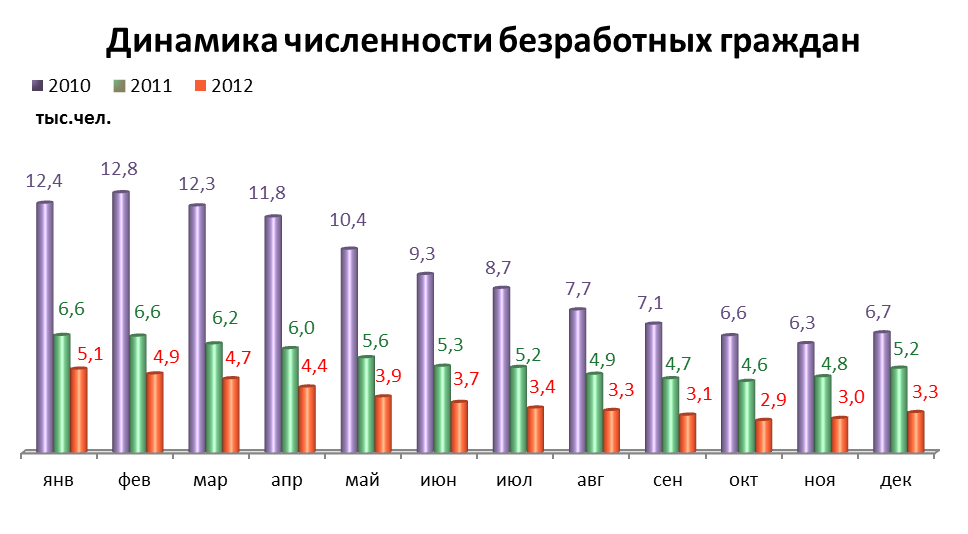 Динамика численности безработных граждан
2010 2011 2012
тыс.чел.
12,4 12,8 12,3 11,8 10,4 9,3 8,7 7,7 7,1 6,6 6,3 6,7
6,6 6,6 6,2 6,0 5,6 5,3 5,2 4,9 4,7 4,6 4,8 5,2
5,1 4,9 4,7 4,4 3,9 3,7 3,4 3,3 3,1 2,9 3,0 3,3
янв фев мар апр май июн июл авг сен окт ноя дек